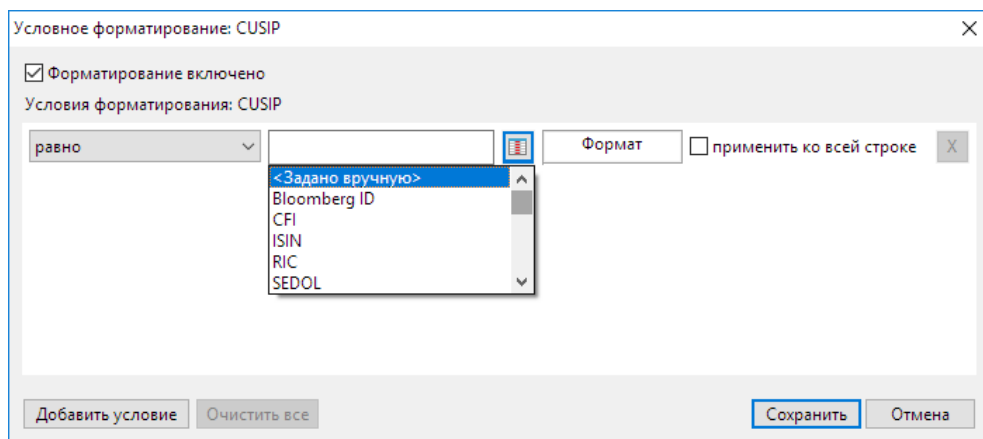 Условное форматирование: CUSIP
Форматирование включено
Условия форматирования: CUSIP
равно Формат применить ко всей строке X
<Задано вручную>
Bloomberg ID
CFI
ISIN
RIC
SEDOL
Добавить условие Очистить все Сохранить Отмена